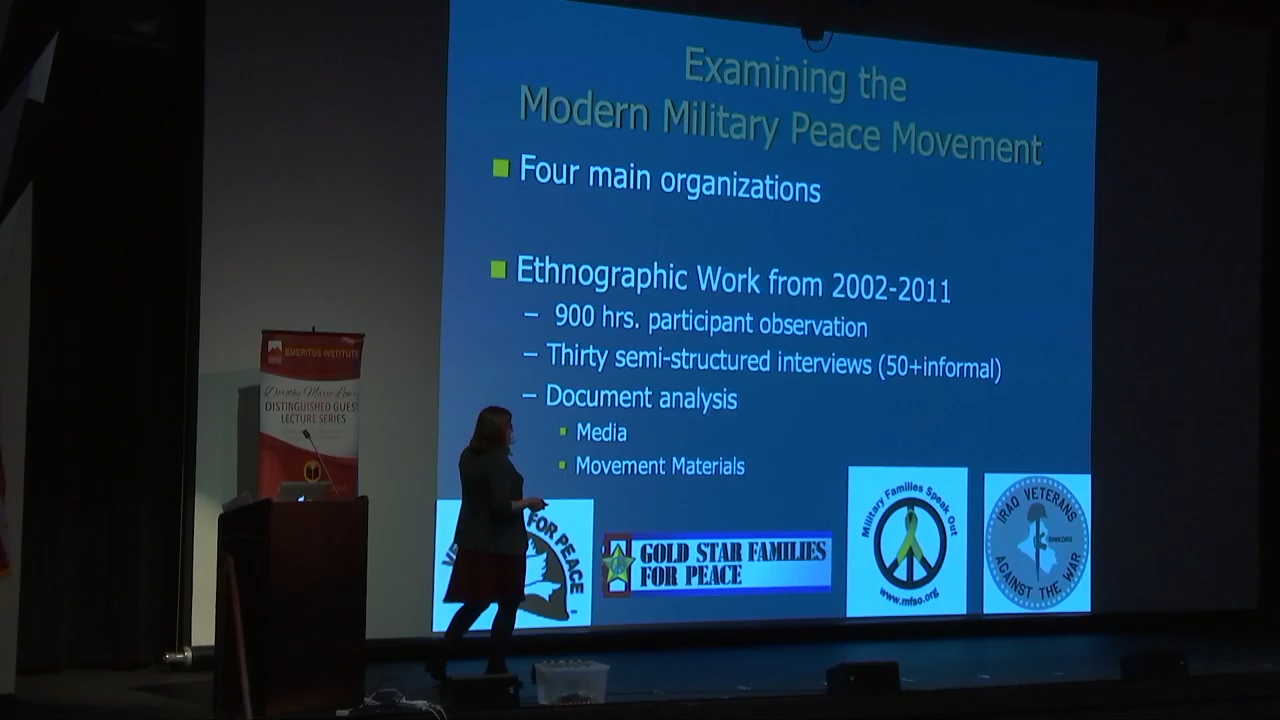 Examining the
Modern Military Peace Movement
Four main organizations
Ethnographic Work from 2002-2011
– 900 hrs. participant observation
– Thirty semi-structured interviews (50+informal)
– Document analysis
Media
Movement Materials
EMERITUS INSTITUTE
Dorothy Marie
DISTINGUISHED GUEST
LECTURE SERIES
FOR PEACE
GOLD STAR FAMILIES
FOR PEACE
Military Families Speak Out
www.mfso.org
IRAQ VETERANS
AGAINST THE WAR